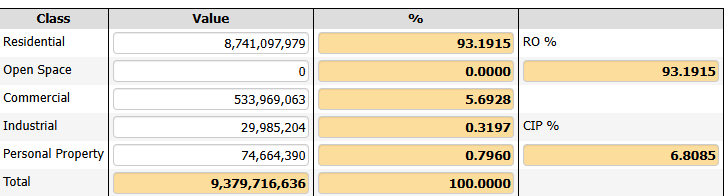 Class Value %
Residential 8,741,097,979 93.1915 RO %
Open Space 0 0.0000 93.1915
Commercial 533,969,063 5.6928
Industrial 29,985,204 0.3197 CIP %
Personal Property 74,664,390 0.7960 6.8085
Total 9,379,716,636 100.0000